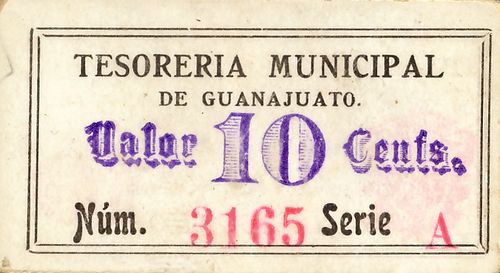 TESORERIA MUNICIPAL
DE GUANAJUATO.
Valor 10 Cents.
Núm. 3165 Serie A